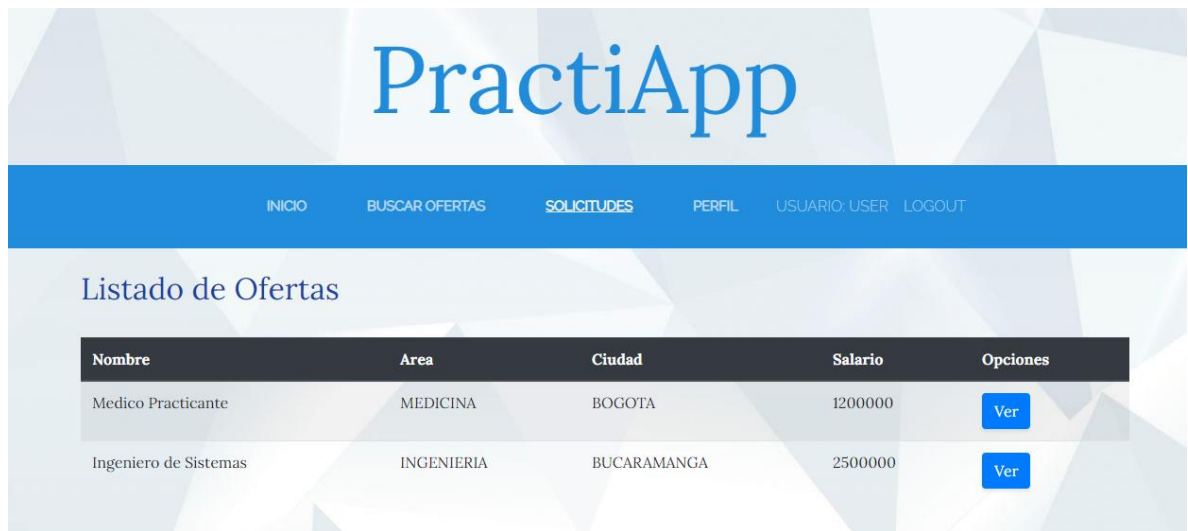 PractiApp
INICIO BUSCAR OFERTAS SOLICITUDES PERFIL USUARIO: USER LOGOUT
Listado de Ofertas
Nombre Area Ciudad Salario Opciones
Medico Practicante MEDICINA BOGOTA 1200000 Ver
Ingeniero de Sistemas INGENIERIA BUCARAMANGA 2500000 Ver